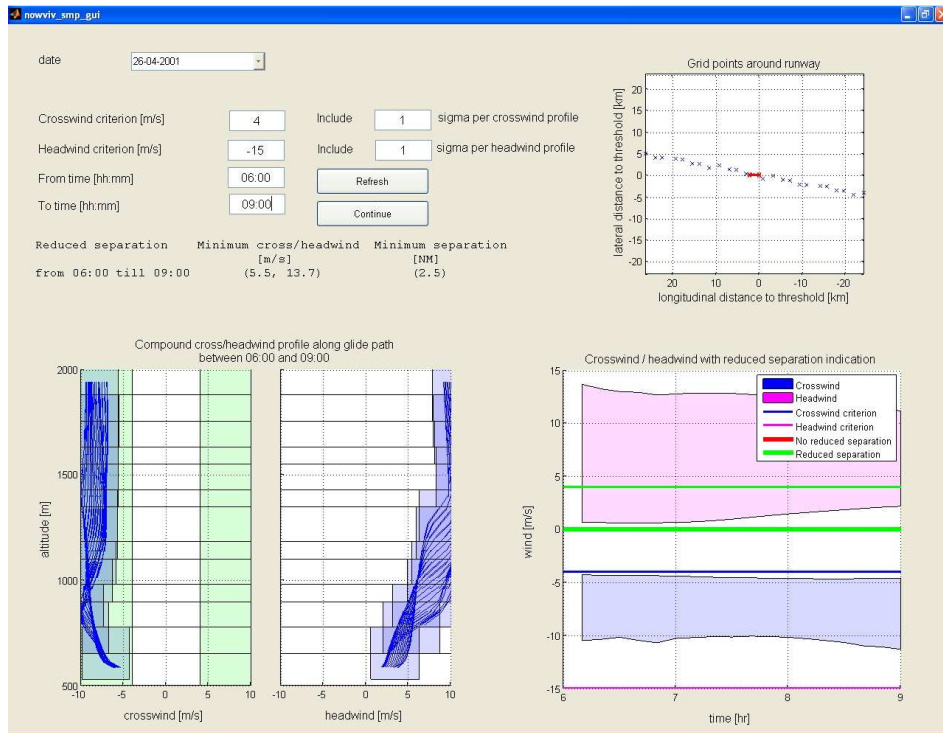 nowviv_smp_gui
date
26-04-2001
Crosswind criterion [m/s]
4
Include
1
sigma per crosswind profile
Headwind criterion [m/s]
-15
Include
1
sigma per headwind profile
From time [hh:mm]
06:00
Refresh
To time [hh:mm]
09:00
Continue
Reduced separation Minimum cross/headwind Minimum separation
[m/s] [NM]
from 06:00 till 09:00 (5.5, 13.7) (2.5)
Grid points around runway
lateral distance to threshold [km]
20
15
10
5
0
-5
-10
-15
-20
20 10 0 -10 -20
longitudinal distance to threshold [km]
Compound cross/headwind profile along glide path
between 06:00 and 09:00
altitude [m]
2000
1500
1000
500
-10 -5 0 5 10
crosswind [m/s]
-10 -5 0 5 10
headwind [m/s]
Crosswind / headwind with reduced separation indication
wind [m/s]
15
10
5
0
-5
-10
-15
6 7 8 9
time [hr]
Crosswind
Headwind
Crosswind criterion
Headwind criterion
No reduced separation
Reduced separation